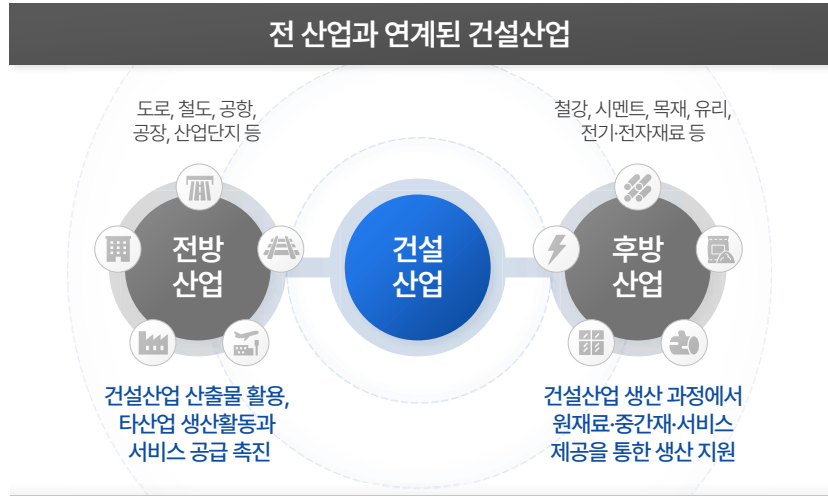 전 산업과 연계된 건설산업
도로, 철도, 공항,
공장, 산업단지 등
전방
산업
건설산업 산출물 활용,
타산업 생산활동과
서비스 공급 촉진
건설
산업
철강, 시멘트, 목재, 유리,
전기·전자재료 등
후방
산업
건설산업 생산 과정에서
원재료·중간재·서비스
제공을 통한 생산 지원